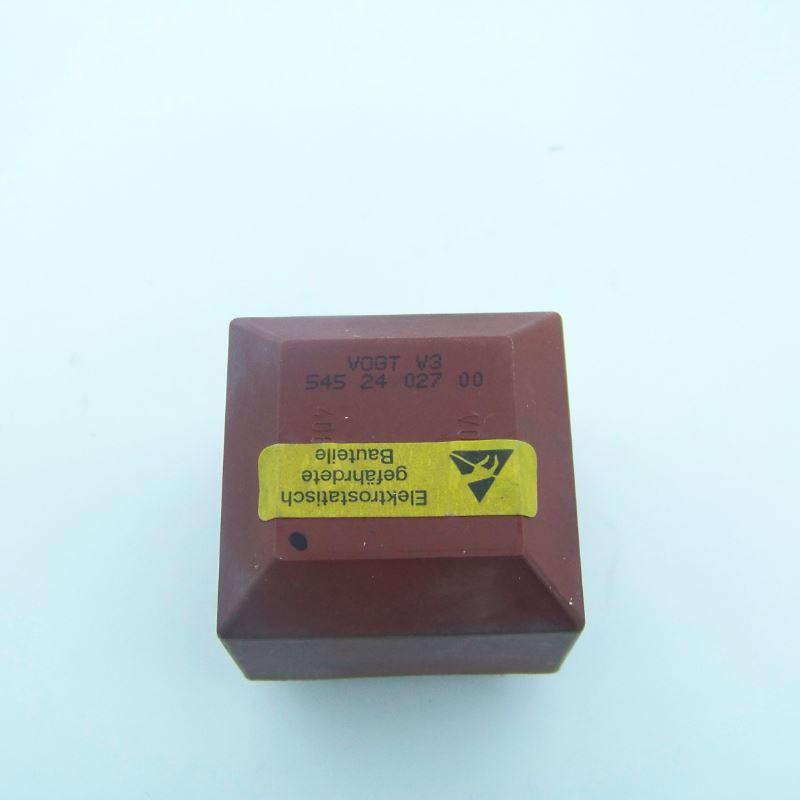 VOGT V3
545 24 027 00
Elektrostatisch
gefährdete
Bauteile